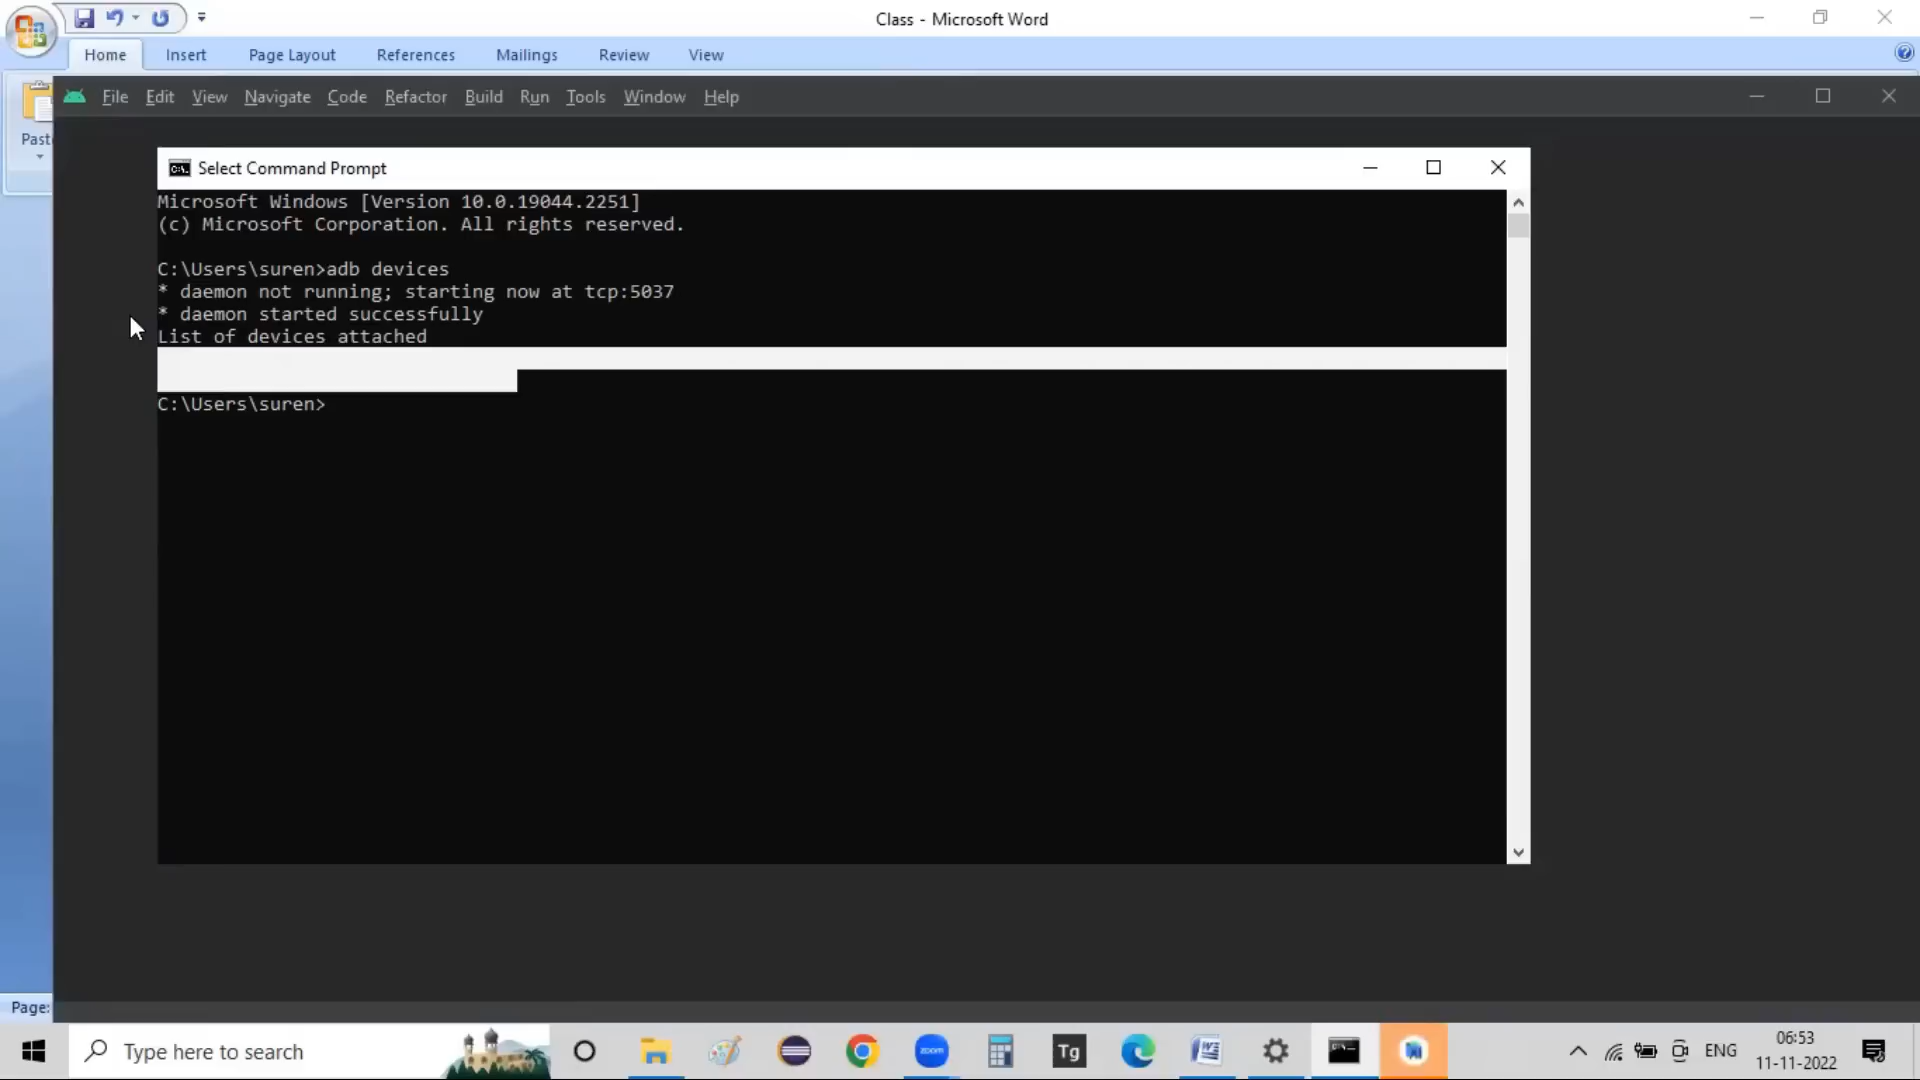 Class - Microsoft Word
Home Insert Page Layout References Mailings Review View
File Edit View Navigate Code Refactor Build Run Tools Window Help
Past
Select Command Prompt
Microsoft Windows [Version 10.0.19044.2251]
(c) Microsoft Corporation. All rights reserved.
C:\Users\suren>adb devices
* daemon not running; starting now at tcp:5037
* daemon started successfully
List of devices attached
C:\Users\suren>
Page:
Type here to search
zoom
Tg
ENG
06:53
11-11-2022